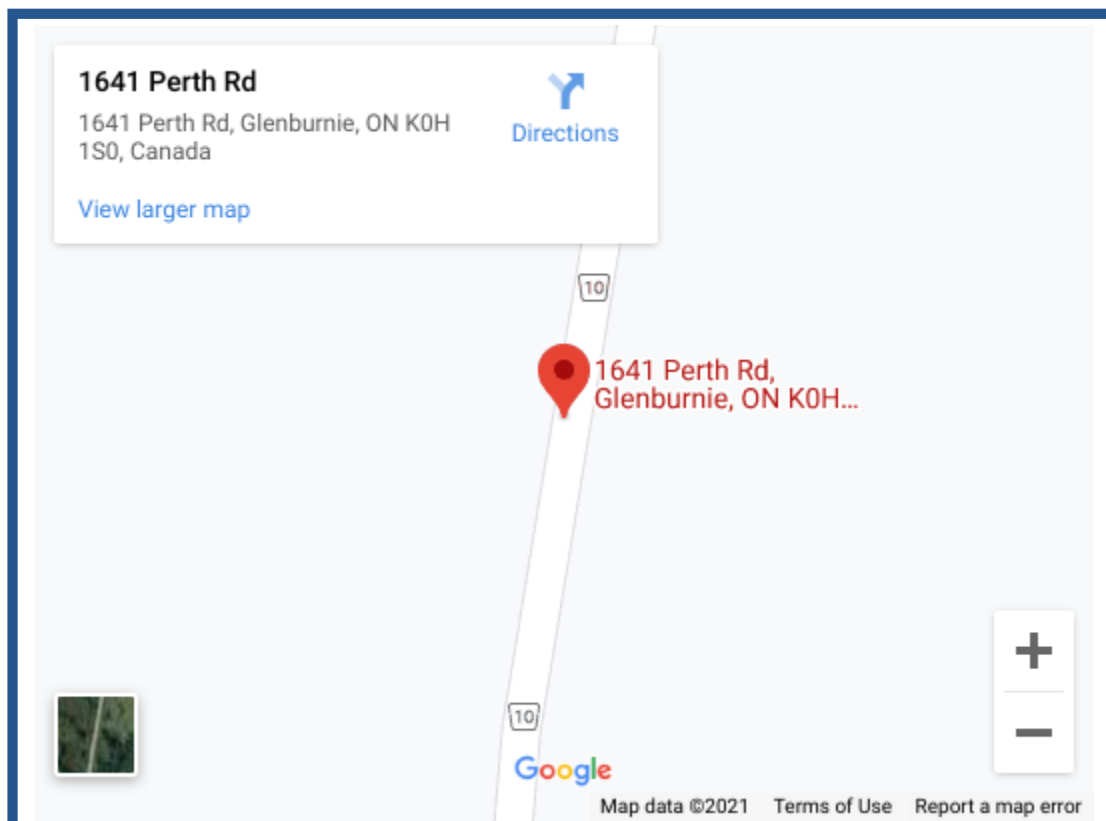 1641 Perth Rd
1641 Perth Rd, Glenburnie, ON K0H
1S0, Canada
Directions
View larger map
10
1641 Perth Rd,
Glenburnie, ON K0H...
10
Google
Map data ©2021 Terms of Use Report a map error